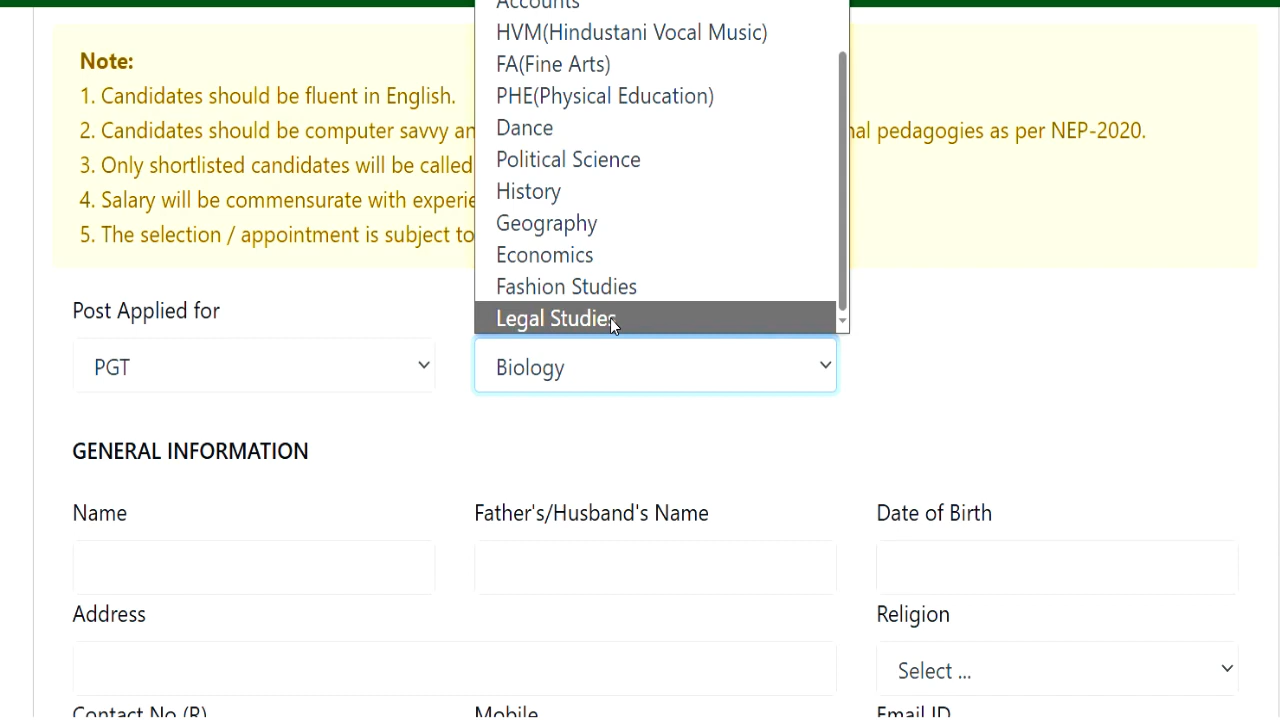 Accounts
HVM(Hindustani Vocal Music)
FA(Fine Arts)
PHE(Physical Education)
Dance
Political Science
History
Geography
Economics
Fashion Studies
Legal Studies
Note:
1. Candidates should be fluent in English.
2. Candidates should be computer savvy an al pedagogies as per NEP-2020.
3. Only shortlisted candidates will be called
4. Salary will be commensurate with experie
5. The selection / appointment is subject to
Post Applied for
PGT
Biology
GENERAL INFORMATION
Name
Father's/Husband's Name
Date of Birth
Address
Religion
Select ...
Contact No (R)
Mobile
Email ID